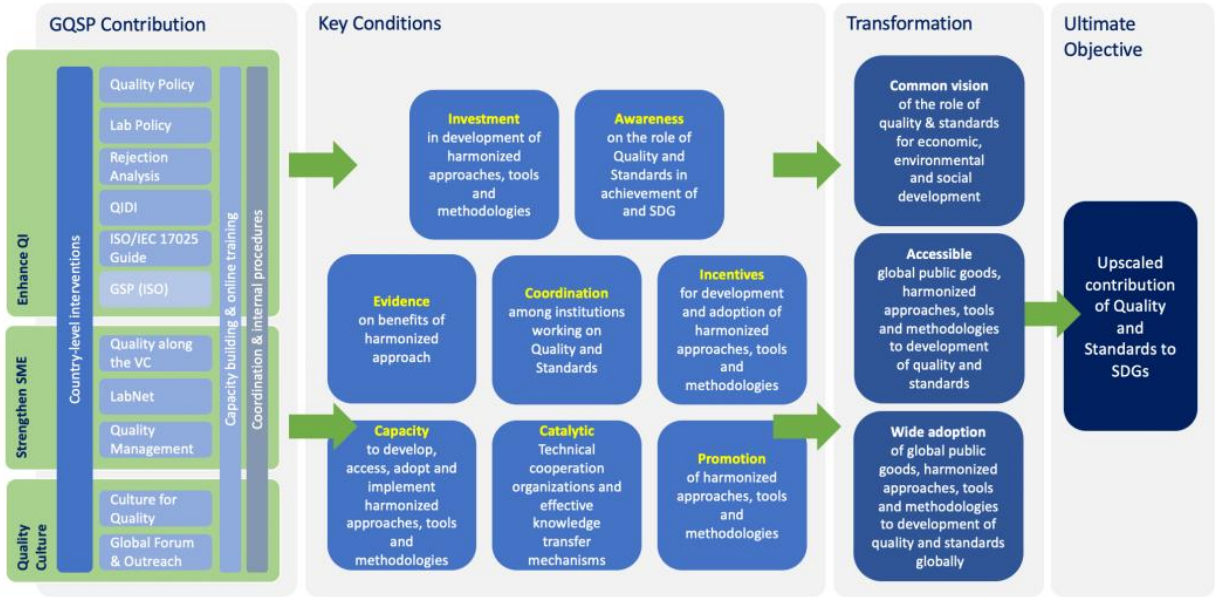 GQSP Contribution
Enhance QI
Strengthen SME
Quality
Culture
Country-level interventions
Quality Policy
Lab Policy
Rejection
Analysis
QIDI
ISO/IEC 17025
Guide
GSP (ISO)
Quality along
the VC
LabNet
Quality
Management
Culture for
Quality
Global Forum
& Outreach
Capacity building & online training
Coordination & internal procedures
Key Conditions
Investment
in development of
harmonized
approaches, tools
and
methodologies
Awareness
on the role of
Quality and
Standards in
achievement of
and SDG
Evidence
on benefits of
harmonized
approach
Coordination
among institutions
working on
Quality and
Standards
Incentives
for development
and adoption of
harmonized
approaches, tools
and
methodologies
Capacity
to develop,
access, adopt and
implement
harmonized
approaches, tools
and
methodologies
Catalytic
Technical
cooperation
organizations and
effective
knowledge
transfer
mechanisms
Promotion
of harmonized
approaches, tools
and
methodologies
Transformation
Common vision
of the role of
quality & standards
for economic,
environmental
and social
development
Accessible
global public goods,
harmonized
approaches, tools
and methodologies
to development
of quality and
standards
Wide adoption
of global public
goods, harmonized
approaches, tools
and methodologies
to development of
quality and standards
globally
Ultimate
Objective
Upscaled
contribution
of Quality
and
Standards to
SDGs